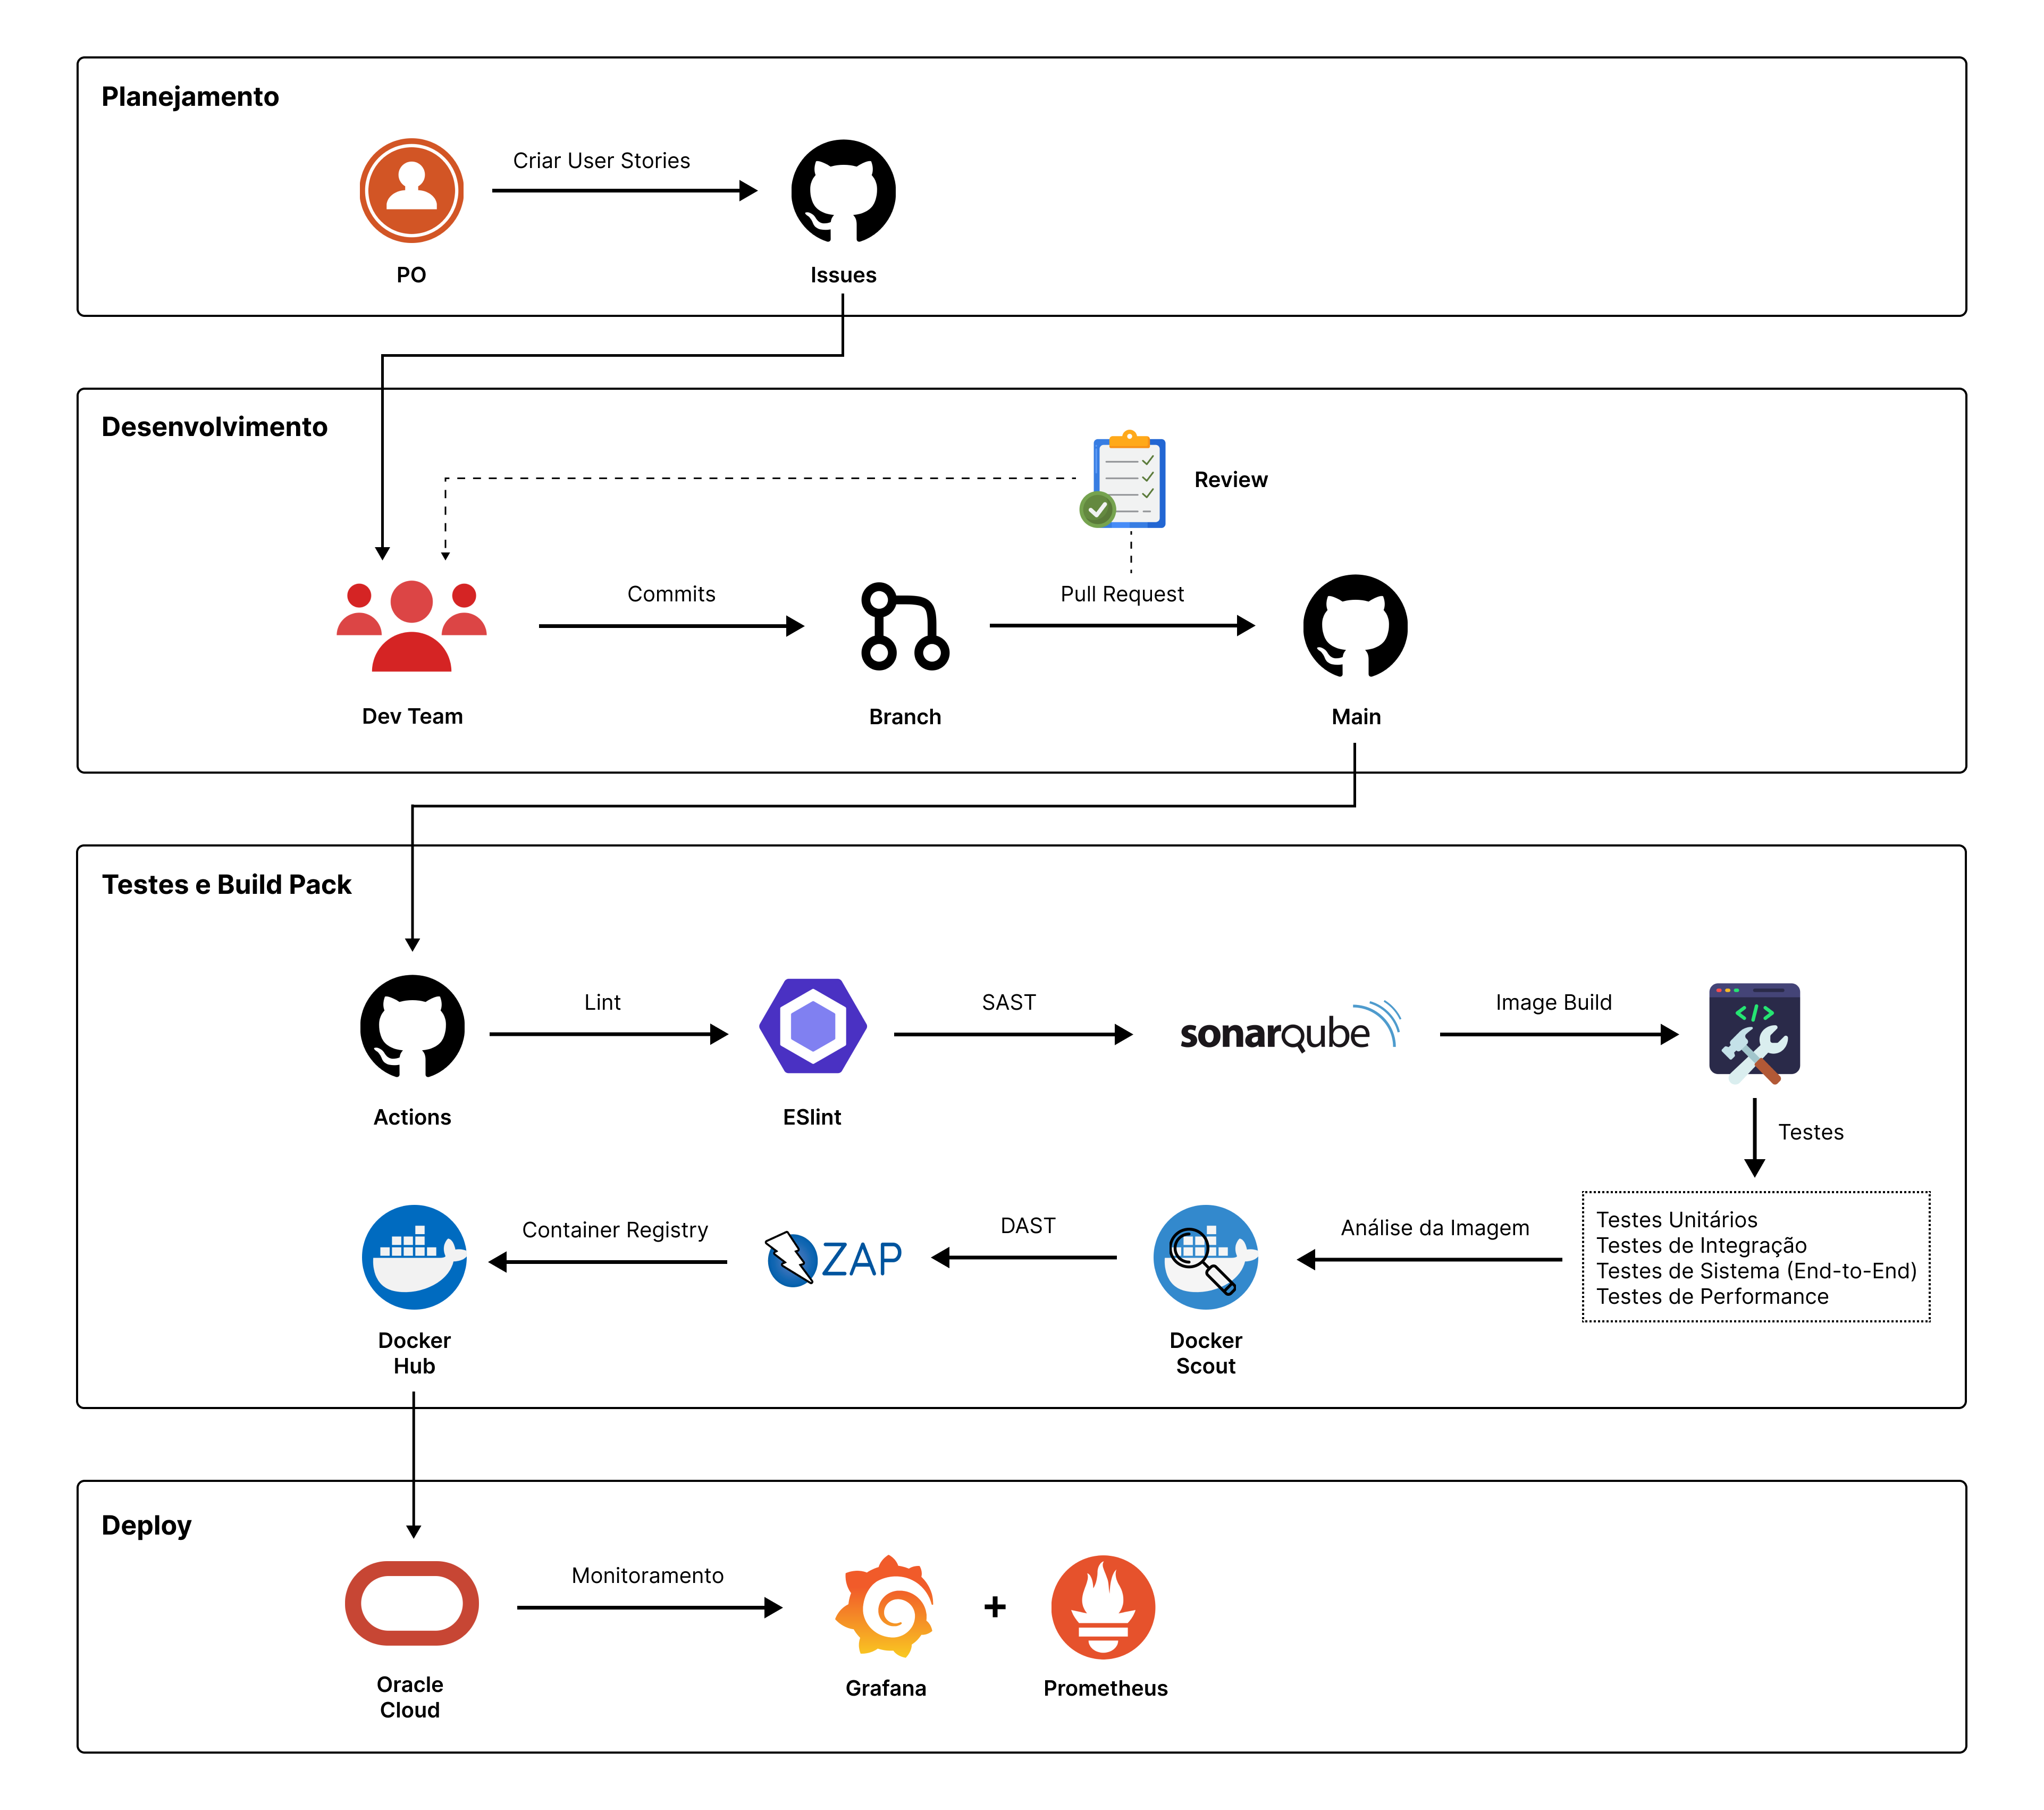 Planejamento
Criar User Stories
PO
Issues
Desenvolvimento
Review
Commits
Pull Request
Dev Team
Branch
Main
Testes e Build Pack
Lint
SAST
Image Build
sonarqube
Actions
ESlint
Testes
Testes Unitários
Testes de Integração
Testes de Sistema (End-to-End)
Testes de Performance
Análise da Imagem
DAST
Container Registry
ZAP
Docker
Scout
Docker
Hub
Deploy
Monitoramento
+
Oracle
Cloud
Grafana
Prometheus